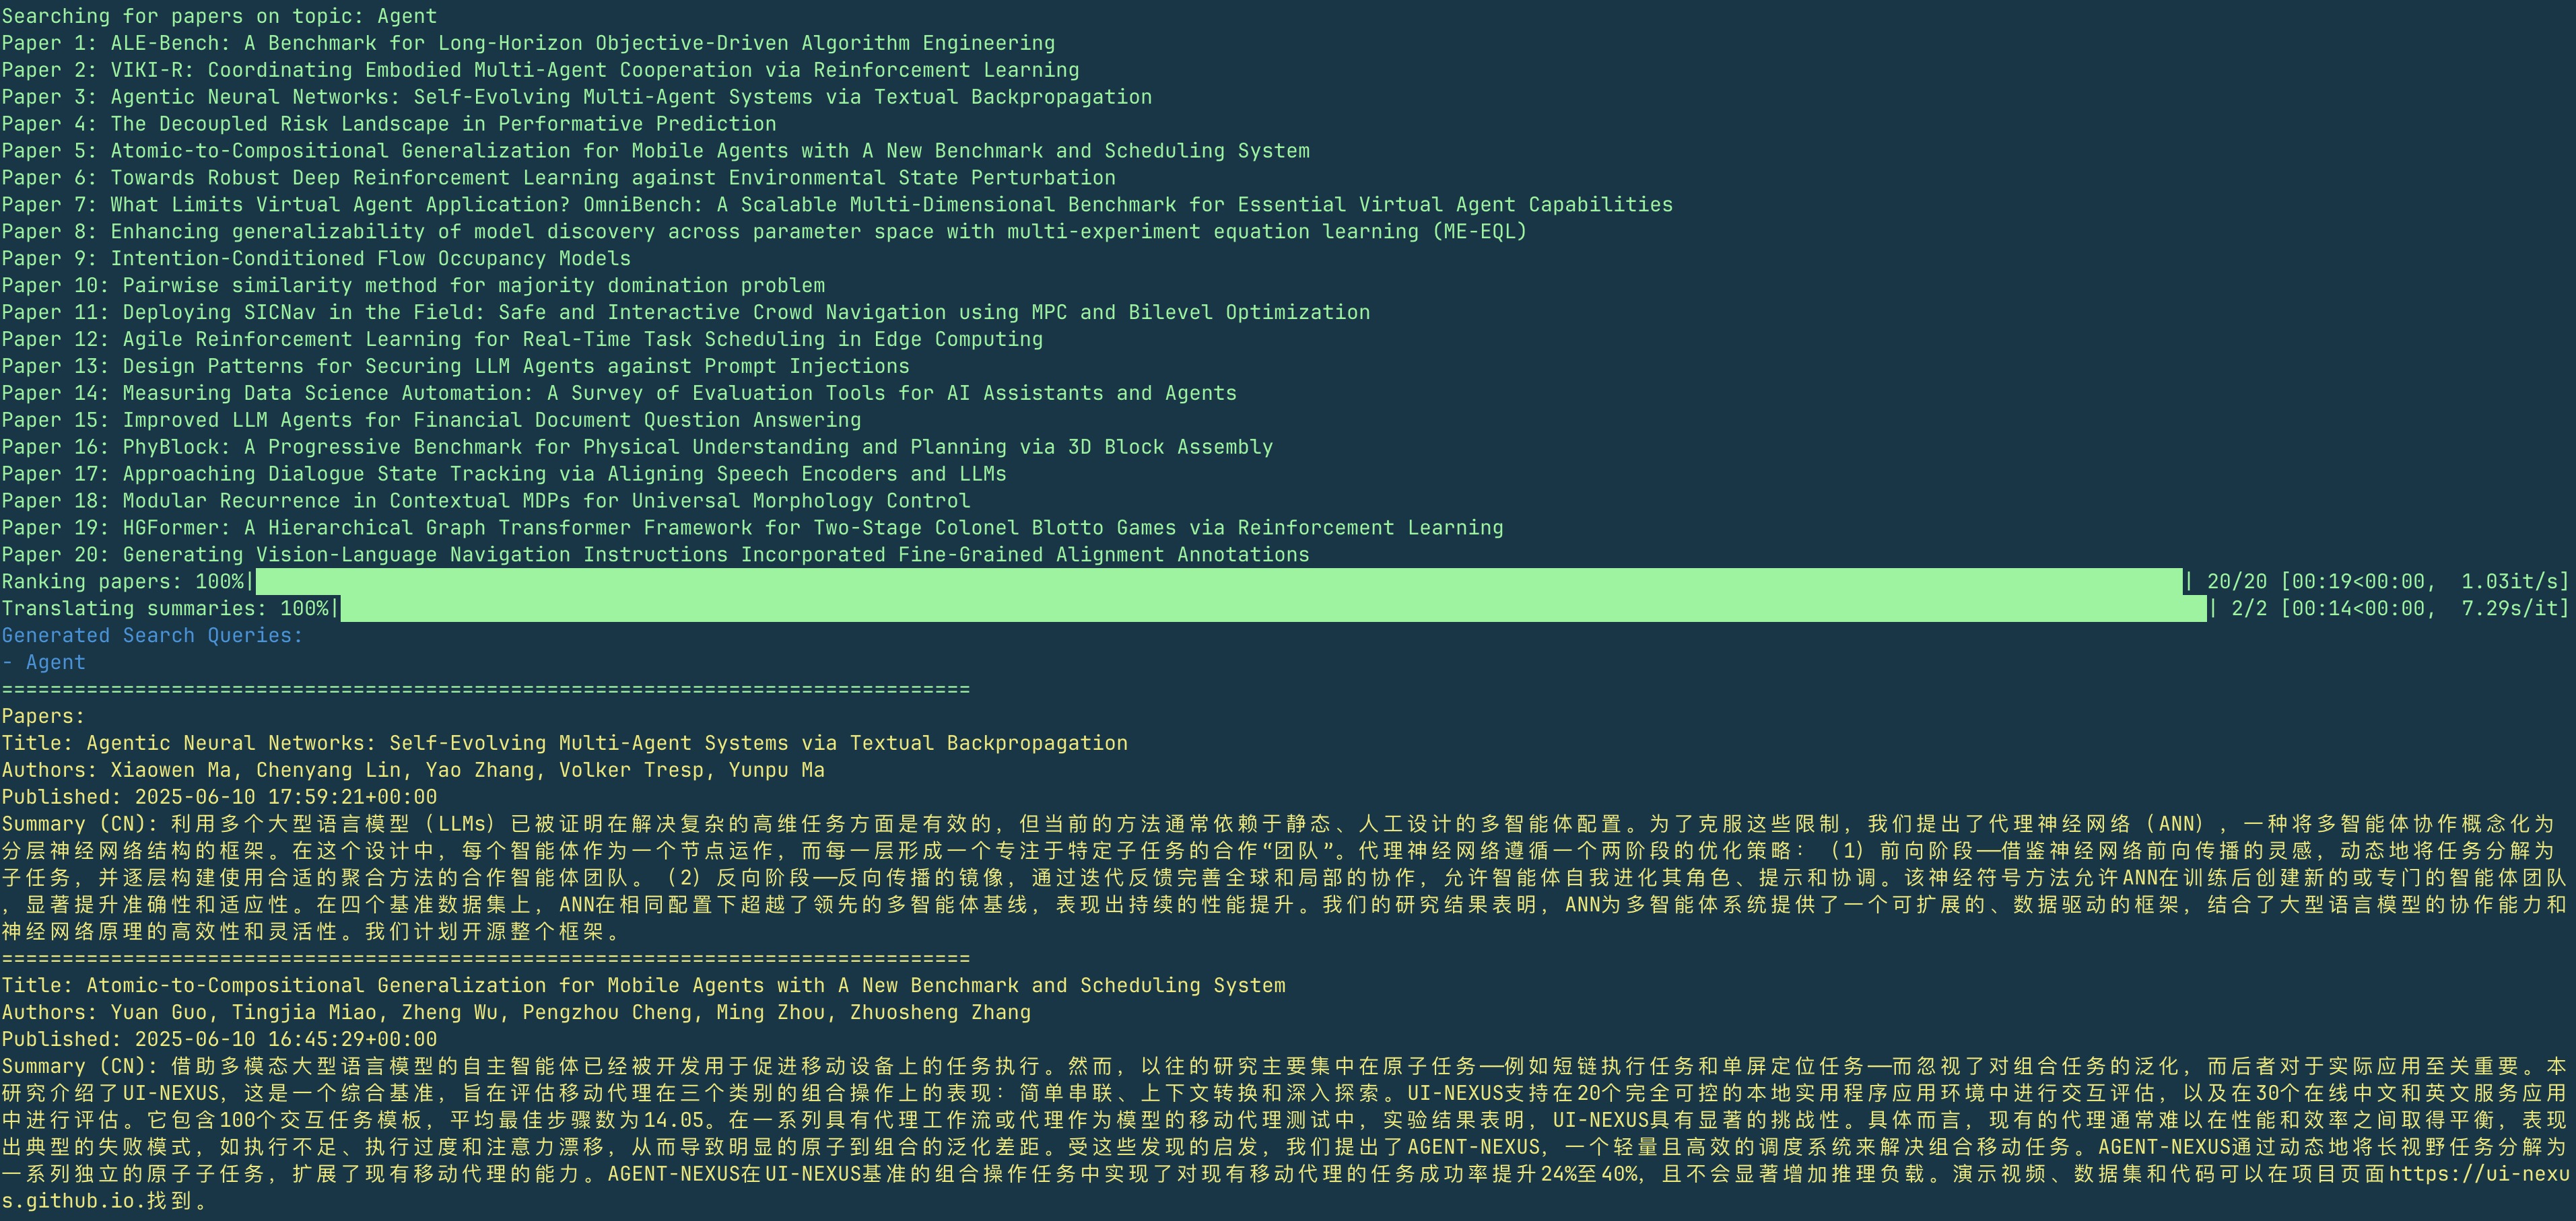 Searching for papers on topic: Agent
Paper 1: ALE-Bench: A Benchmark for Long-Horizon Objective-Driven Algorithm Engineering
Paper 2: VIKI-R: Coordinating Embodied Multi-Agent Cooperation via Reinforcement Learning
Paper 3: Agentic Neural Networks: Self-Evolving Multi-Agent Systems via Textual Backpropagation
Paper 4: The Decoupled Risk Landscape in Performative Prediction
Paper 5: Atomic-to-Compositional Generalization for Mobile Agents with A New Benchmark and Scheduling System
Paper 6: Towards Robust Deep Reinforcement Learning against Environmental State Perturbation
Paper 7: What Limits Virtual Agent Application? OmniBench: A Scalable Multi-Dimensional Benchmark for Essential Virtual Agent Capabilities
Paper 8: Enhancing generalizability of model discovery across parameter space with multi-experiment equation learning (ME-EQL)
Paper 9: Intention-Conditioned Flow Occupancy Models
Paper 10: Pairwise similarity method for majority domination problem
Paper 11: Deploying SICNav in the Field: Safe and Interactive Crowd Navigation using MPC and Bilevel Optimization
Paper 12: Agile Reinforcement Learning for Real-Time Task Scheduling in Edge Computing
Paper 13: Design Patterns for Securing LLM Agents against Prompt Injections
Paper 14: Measuring Data Science Automation: A Survey of Evaluation Tools for AI Assistants and Agents
Paper 15: Improved LLM Agents for Financial Document Question Answering
Paper 16: PhyBlock: A Progressive Benchmark for Physical Understanding and Planning via 3D Block Assembly
Paper 17: Approaching Dialogue State Tracking via Aligning Speech Encoders and LLMs
Paper 18: Modular Recurrence in Contextual MDPs for Universal Morphology Control
Paper 19: HGFormer: A Hierarchical Graph Transformer Framework for Two-Stage Colonel Blotto Games via Reinforcement Learning
Paper 20: Generating Vision-Language Navigation Instructions Incorporated Fine-Grained Alignment Annotations
Ranking papers: 100%| | 20/20 [00:19<00:00,  1.03it/s]
Translating summaries: 100%| | 2/2 [00:14<00:00,  7.29s/it]
Generated Search Queries:
- Agent
================================================================================
Papers:
Title: Agentic Neural Networks: Self-Evolving Multi-Agent Systems via Textual Backpropagation
Authors: Xiaowen Ma, Chenyang Lin, Yao Zhang, Volker Tresp, Yunpu Ma
Published: 2025-06-10 17:59:21+00:00
Summary (CN): 利用多个大型语言模型（LLMs）已被证明在解决复杂的高维任务方面是有效的，但当前的方法通常依赖于静态、人工设计的多智能体配置。为了克服这些限制，我们提出了代理神经网络（ANN），一种将多智能体协作概念化为
分层神经网络结构的框架。在这个设计中，每个智能体作为一个节点运作，而每一层形成一个专注于特定子任务的合作“团队”。代理神经网络遵循一个两阶段的优化策略：（1）前向阶段——借鉴神经网络前向传播的灵感，动态地将任务分解为
子任务，并逐层构建使用合适的聚合方法的合作智能体团队。（2）反向阶段——反向传播的镜像，通过迭代反馈完善全球和局部的协作，允许智能体自我进化其角色、提示和协调。该神经符号方法允许ANN在训练后创建新的或专门的智能体团队
，显著提升准确性和适应性。在四个基准数据集上，ANN在相同配置下超越了领先的多智能体基线，表现出持续的性能提升。我们的研究结果表明，ANN为多智能体系统提供了一个可扩展的、数据驱动的框架，结合了大型语言模型的协作能力和
神经网络原理的高效性和灵活性。我们计划开源整个框架。
================================================================================
Title: Atomic-to-Compositional Generalization for Mobile Agents with A New Benchmark and Scheduling System
Authors: Yuan Guo, Tingjia Miao, Zheng Wu, Pengzhou Cheng, Ming Zhou, Zhuosheng Zhang
Published: 2025-06-10 16:45:29+00:00
Summary (CN): 借助多模态大型语言模型的自主智能体已经被开发用于促进移动设备上的任务执行。然而，以往的研究主要集中在原子任务——例如短链执行任务和单屏定位任务——而忽视了对组合任务的泛化，而后者对于实际应用至关重要。本
研究介绍了UI-NEXUS，这是一个综合基准，旨在评估移动代理在三个类别的组合操作上的表现：简单串联、上下文转换和深入探索。UI-NEXUS支持在20个完全可控的本地实用程序应用环境中进行交互评估，以及在30个在线中文和英文服务应用
中进行评估。它包含100个交互任务模板，平均最佳步骤数为14.05。在一系列具有代理工作流或代理作为模型的移动代理测试中，实验结果表明，UI-NEXUS具有显著的挑战性。具体而言，现有的代理通常难以在性能和效率之间取得平衡，表现
出典型的失败模式，如执行不足、执行过度和注意力漂移，从而导致明显的原子到组合的泛化差距。受这些发现的启发，我们提出了AGENT-NEXUS，一个轻量且高效的调度系统来解决组合移动任务。AGENT-NEXUS通过动态地将长视野任务分解为
一系列独立的原子子任务，扩展了现有移动代理的能力。AGENT-NEXUS在UI-NEXUS基准的组合操作任务中实现了对现有移动代理的任务成功率提升24%至40%，且不会显著增加推理负载。演示视频、数据集和代码可以在项目页面https://ui-nexu
s.github.io.找到。